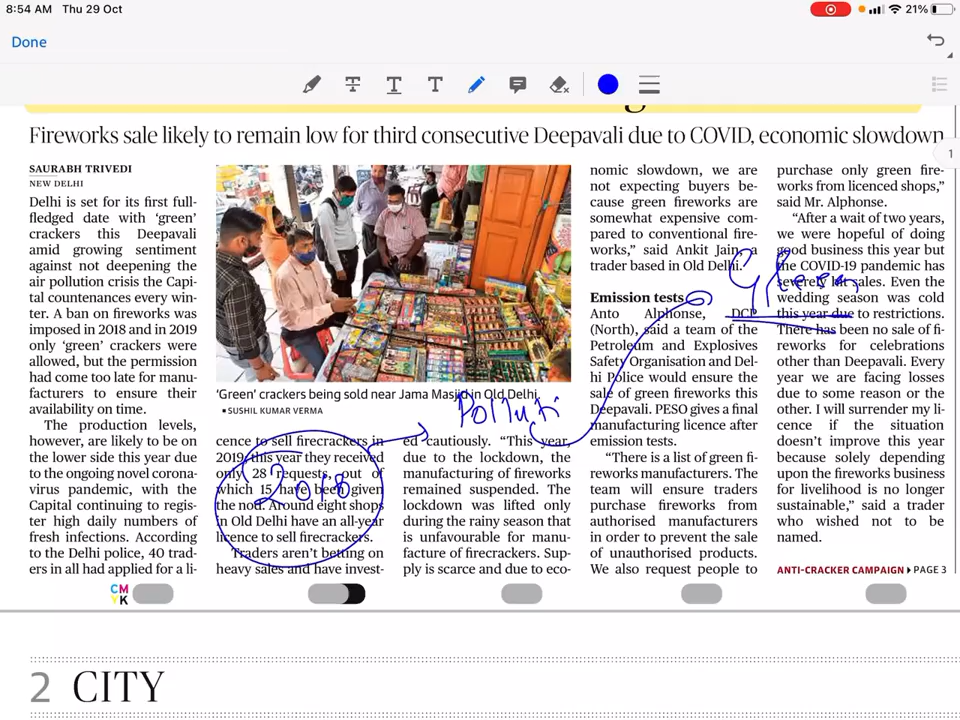 8:54 AM Thu 29 Oct
21%
Done
Fireworks sale likely to remain low for third consecutive Deepavali due to COVID, economic slowdown
1
SAURABH TRIVEDI
NEW DELHI
Delhi is set for its first full-
fledged date with ‘green’
crackers this Deepavali
amid growing sentiment
against not deepening the
air pollution crisis the Capi-
tal countenances every win-
ter. A ban on fireworks was
imposed in 2018 and in 2019
only ‘green’ crackers were
allowed, but the permission
had come too late for manu-
facturers to ensure their
availability on time.
The production levels,
however, are likely to be on
the lower side this year due
to the ongoing novel corona-
virus pandemic, with the
Capital continuing to regis-
ter high daily numbers of
fresh infections. According
to the Delhi police, 40 trad-
ers in all had applied for a li-
‘Green’ crackers being sold near Jama Masjid in Old Delhi.
▪ SUSHIL KUMAR VERMA
cence to sell firecrackers in
2019; this year they received
only 28 requests, out of
which 15 have been given
the nod. Around eight shops
in Old Delhi have an all-year
licence to sell firecrackers.
Traders aren’t betting on
heavy sales and have invest-
2018
Polluti
ed cautiously. “This year,
due to the lockdown, the
manufacturing of fireworks
remained suspended. The
lockdown was lifted only
during the rainy season that
is unfavourable for manu-
facture of firecrackers. Sup-
ply is scarce and due to eco-
nomic slowdown, we are
not expecting buyers be-
cause green fireworks are
somewhat expensive com-
pared to conventional fire-
works,” said Ankit Jain, a
trader based in Old Delhi.
Emission tests
Anto Alphonse, DCP
(North), said a team of the
Petroleum and Explosives
Safety Organisation and Del-
hi Police would ensure the
sale of green fireworks this
Deepavali. PESO gives a final
manufacturing licence after
emission tests.
“There is a list of green fi-
reworks manufacturers. The
team will ensure traders
purchase fireworks from
authorised manufacturers
in order to prevent the sale
of unauthorised products.
We also request people to
purchase only green fire-
works from licenced shops,”
said Mr. Alphonse.
“After a wait of two years,
we were hopeful of doing
good business this year but
the COVID-19 pandemic has
severely hit sales. Even the
wedding season was cold
this year due to restrictions.
There has been no sale of fi-
reworks for celebrations
other than Deepavali. Every
year we are facing losses
due to some reason or the
other. I will surrender my li-
cence if the situation
doesn’t improve this year
because solely depending
upon the fireworks business
for livelihood is no longer
sustainable,” said a trader
who wished not to be
named.
ANTI-CRACKER CAMPAIGN ▸ PAGE 3
CM
YK
2 CITY